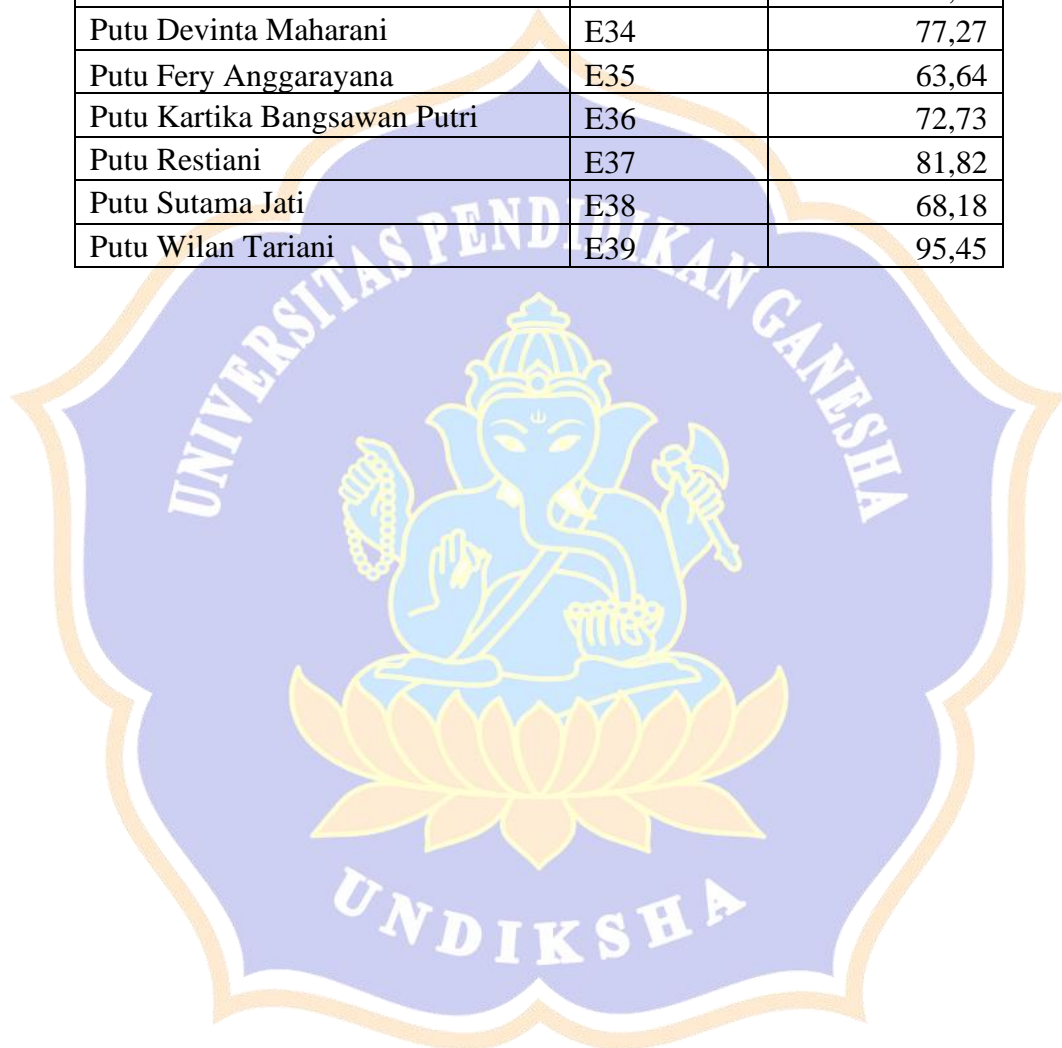 Putu Devinta Maharani E34 77,27
Putu Fery Anggarayana E35 63,64
Putu Kartika Bangsawan Putri E36 72,73
Putu Restiani E37 81,82
Putu Sutama Jati E38 68,18
Putu Wilan Tariani E39 95,45
UNIVERSITAS PENDIDIKAN GANESHA
UNDIKSHA